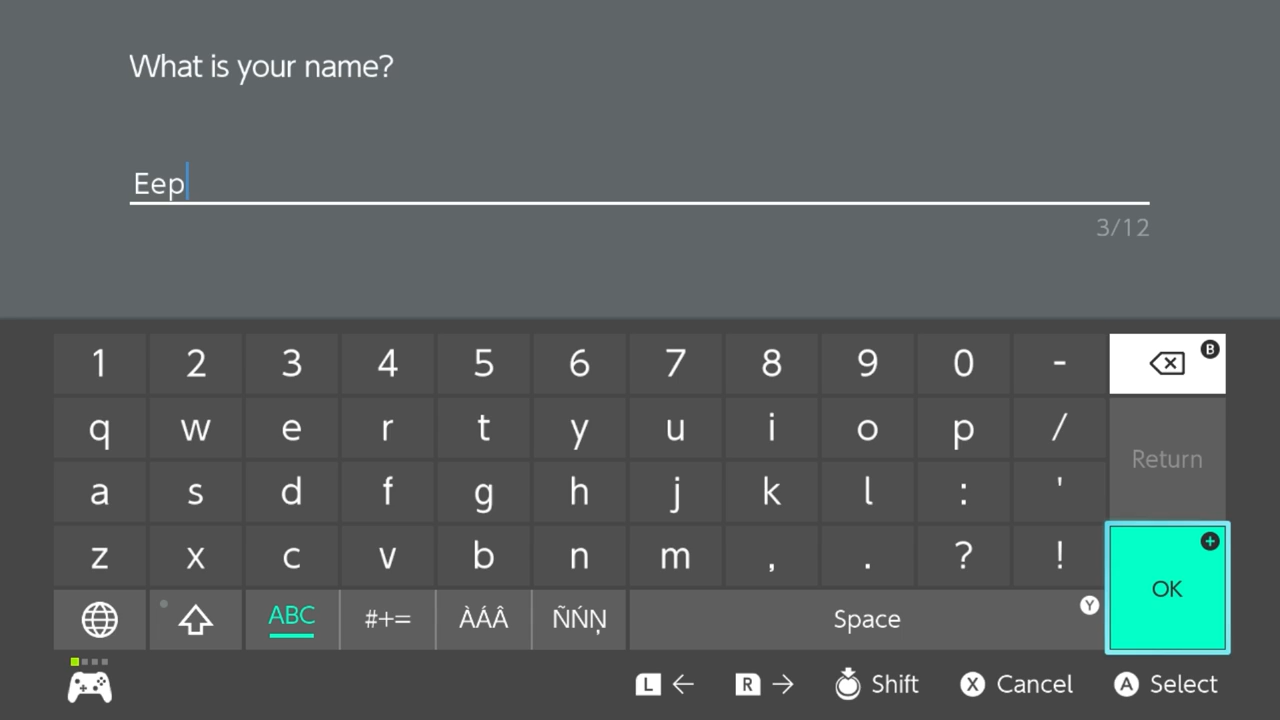 What is your name?
Eep
3/12
1 2 3 4 5 6 7 8 9 0 - B
q w e r t y u i o p /
Return
a s d f g h j k l : '
z x c v b n m , . ? !
+
OK
ABC #+= ÀÁÂ ÑŃŅ Space Y
L ← R → Shift X Cancel A Select